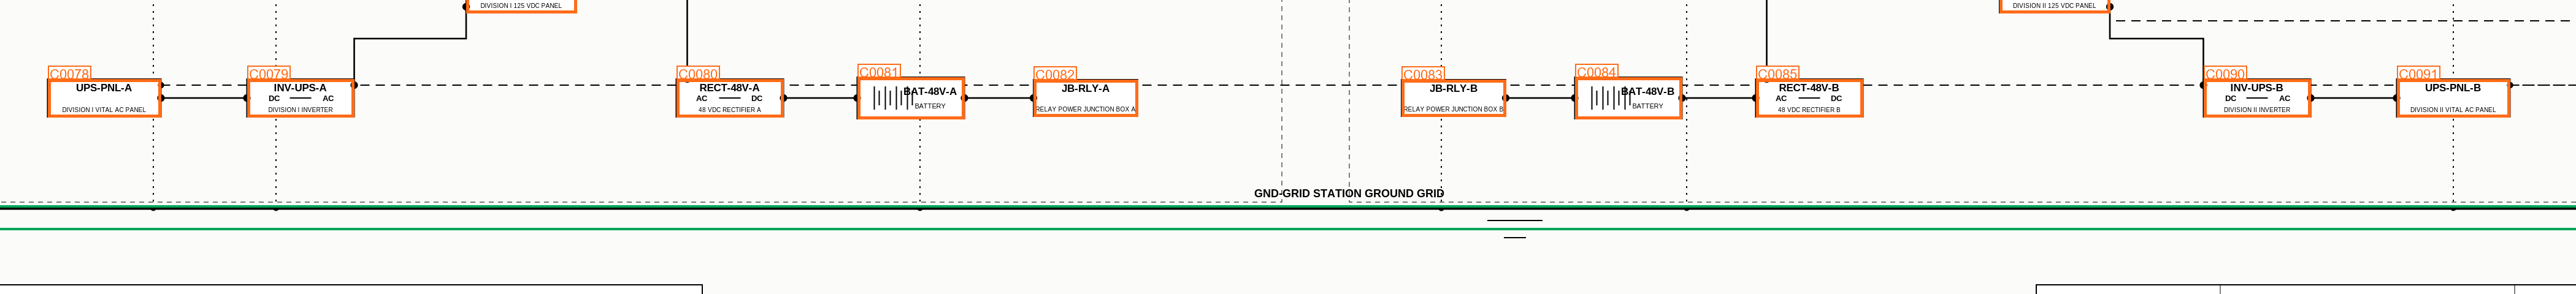 DIVISION I 125 VDC PANEL
DIVISION II 125 VDC PANEL
C0078
UPS-PNL-A
DIVISION I VITAL AC PANEL
C0079
INV-UPS-A
DC AC
DIVISION I INVERTER
C0080
RECT-48V-A
AC DC
48 VDC RECTIFIER A
C0081
BAT-48V-A
BATTERY
C0082
JB-RLY-A
RELAY POWER JUNCTION BOX A
C0083
JB-RLY-B
RELAY POWER JUNCTION BOX B
C0084
BAT-48V-B
BATTERY
C0085
RECT-48V-B
AC DC
48 VDC RECTIFIER B
C0090
INV-UPS-B
DC AC
DIVISION II INVERTER
C0091
UPS-PNL-B
DIVISION II VITAL AC PANEL
GND-GRID STATION GROUND GRID